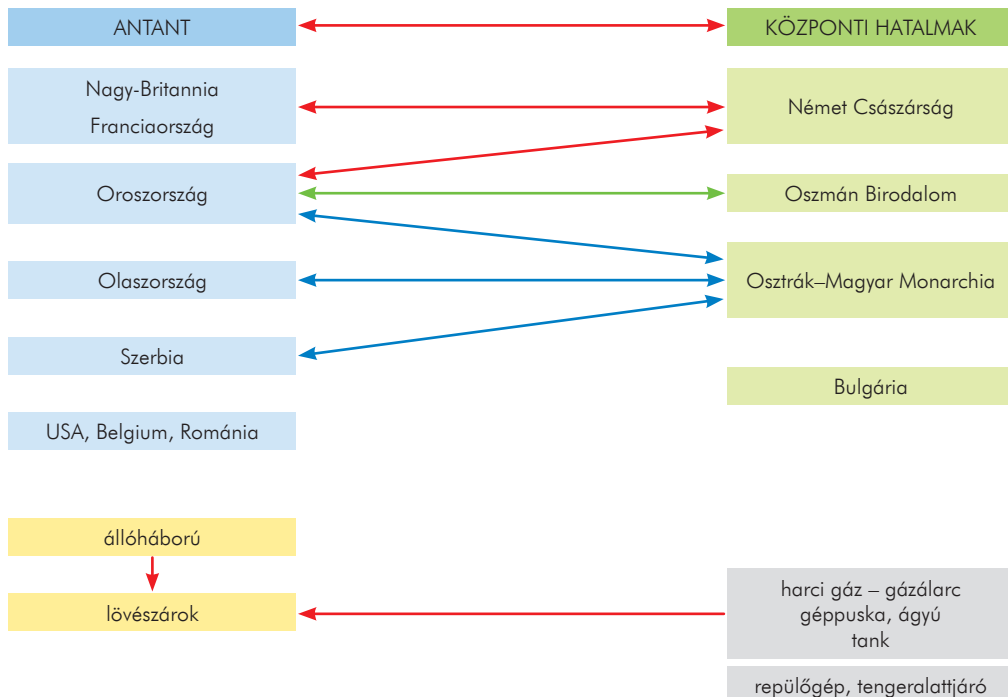 ANTANT
KÖZPONTI HATALMAK
Nagy-Britannia
Franciaország
Német Császárság
Oroszország
Oszmán Birodalom
Olaszország
Osztrák–Magyar Monarchia
Szerbia
Bulgária
USA, Belgium, Románia
állóháború
lövészárok
harci gáz – gázálarc
géppuska, ágyú
tank
repülőgép, tengeralattjáró